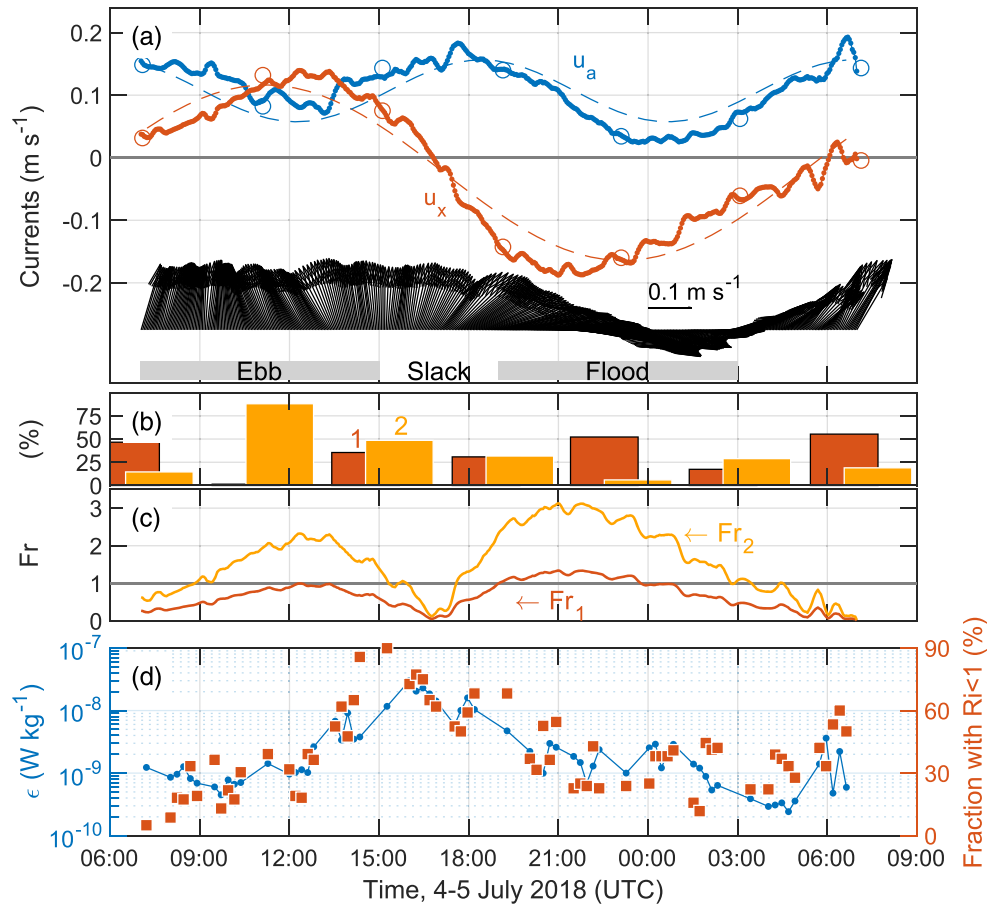 (a)
0.2
0.1
0
-0.1
-0.2
Currents (m s⁻¹)
u_a
u_x
0.1 m s⁻¹
Ebb Slack Flood
(b)
75
50
25
0
(%)
1 2
(c)
3
2
1
0
Fr
← Fr₂
← Fr₁
(d)
10⁻⁷
10⁻⁸
10⁻⁹
10⁻¹⁰
ϵ (W kg⁻¹)
90
60
30
0
Fraction with Ri<1 (%)
06:00 09:00 12:00 15:00 18:00 21:00 00:00 03:00 06:00 09:00
Time, 4-5 July 2018 (UTC)